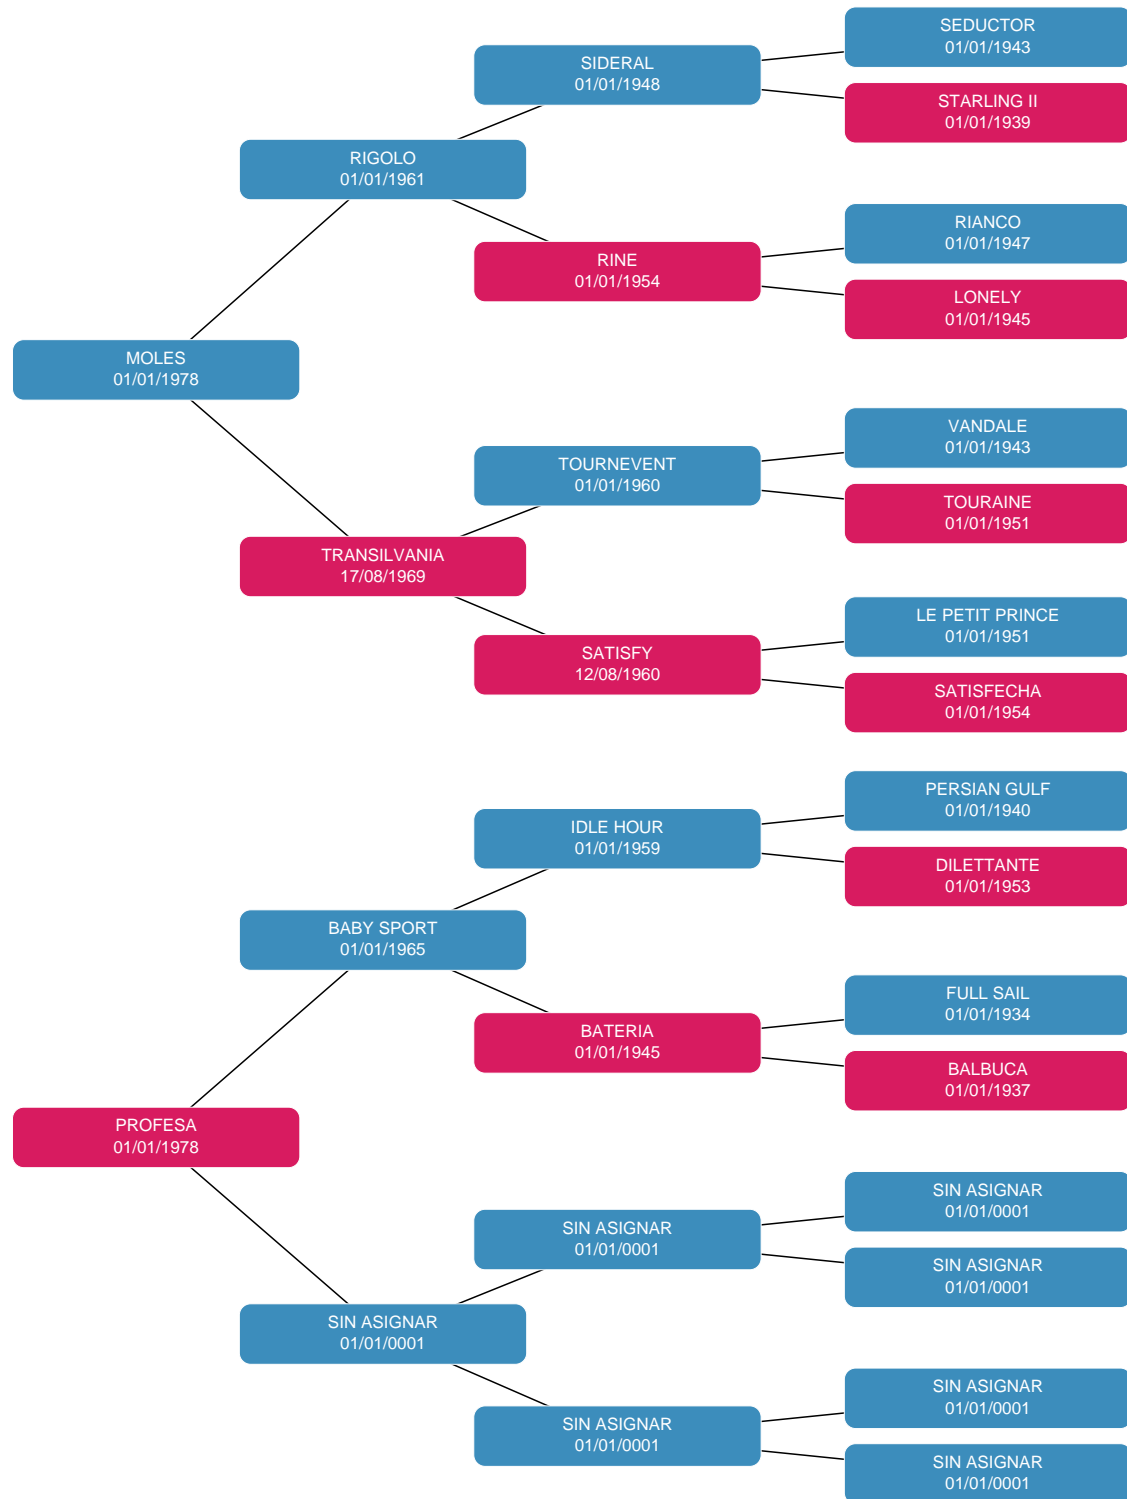 SEDUCTOR
01/01/1943
SIDERAL
01/01/1948
STARLING II
01/01/1939
RIGOLO
01/01/1961
RIANCO
01/01/1947
RINE
01/01/1954
LONELY
01/01/1945
MOLES
01/01/1978
VANDALE
01/01/1943
TOURNEVENT
01/01/1960
TOURAINE
01/01/1951
TRANSILVANIA
17/08/1969
LE PETIT PRINCE
01/01/1951
SATISFY
12/08/1960
SATISFECHA
01/01/1954
PERSIAN GULF
01/01/1940
IDLE HOUR
01/01/1959
DILETTANTE
01/01/1953
BABY SPORT
01/01/1965
FULL SAIL
01/01/1934
BATERIA
01/01/1945
BALBUCA
01/01/1937
PROFESA
01/01/1978
SIN ASIGNAR
01/01/0001
SIN ASIGNAR
01/01/0001
SIN ASIGNAR
01/01/0001
SIN ASIGNAR
01/01/0001
SIN ASIGNAR
01/01/0001
SIN ASIGNAR
01/01/0001
SIN ASIGNAR
01/01/0001